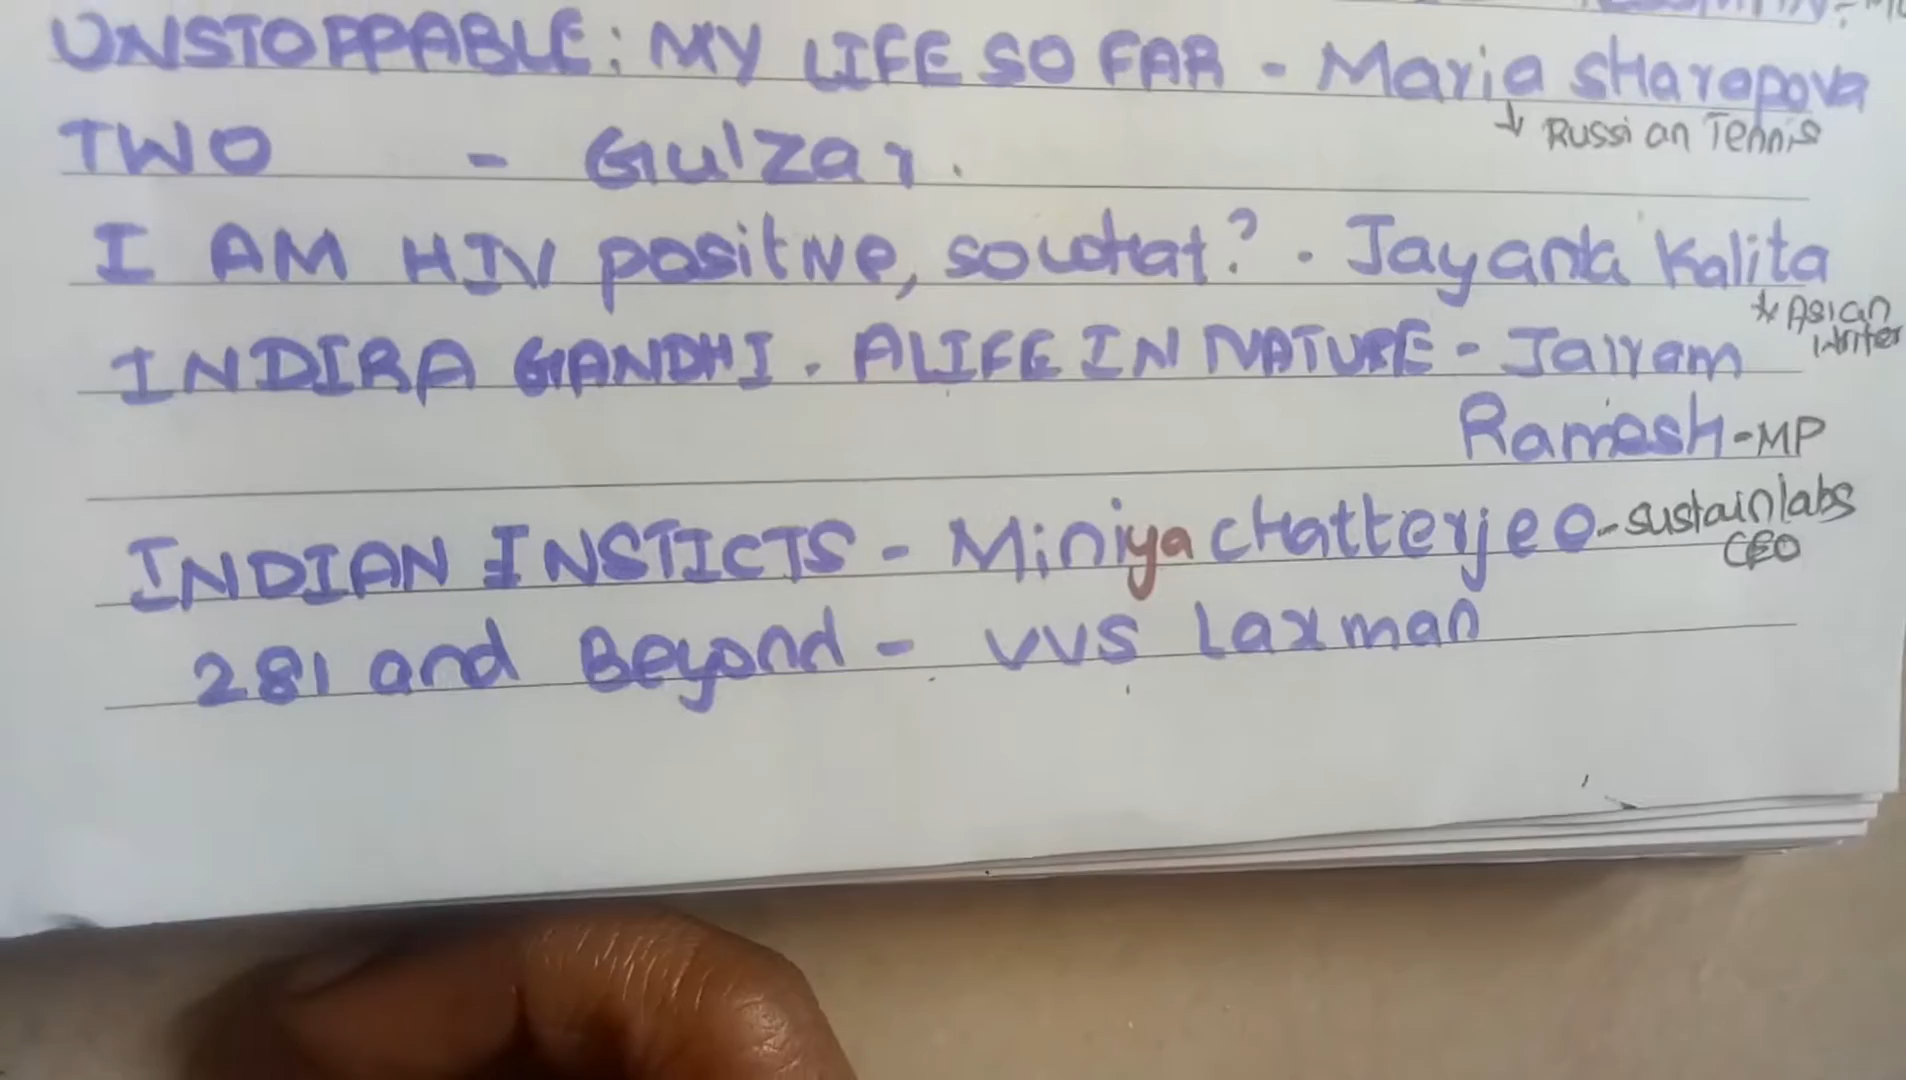 UNSTOPPABLE: MY LIFE SO FAR - Maria SHarapova
↓ Russian Tennis
TWO - Gulzar.
I AM HIV positive, so wHat? - Jayanta Kalita
* Asian
writer
INDIRA GANDHI. A LIFE IN NATURE - Jairam
Ramesh - MP
INDIAN INSTICTS - Miniya cHatterjee - sustainlabs
CEO
281 and Beyond - VVS Laxman